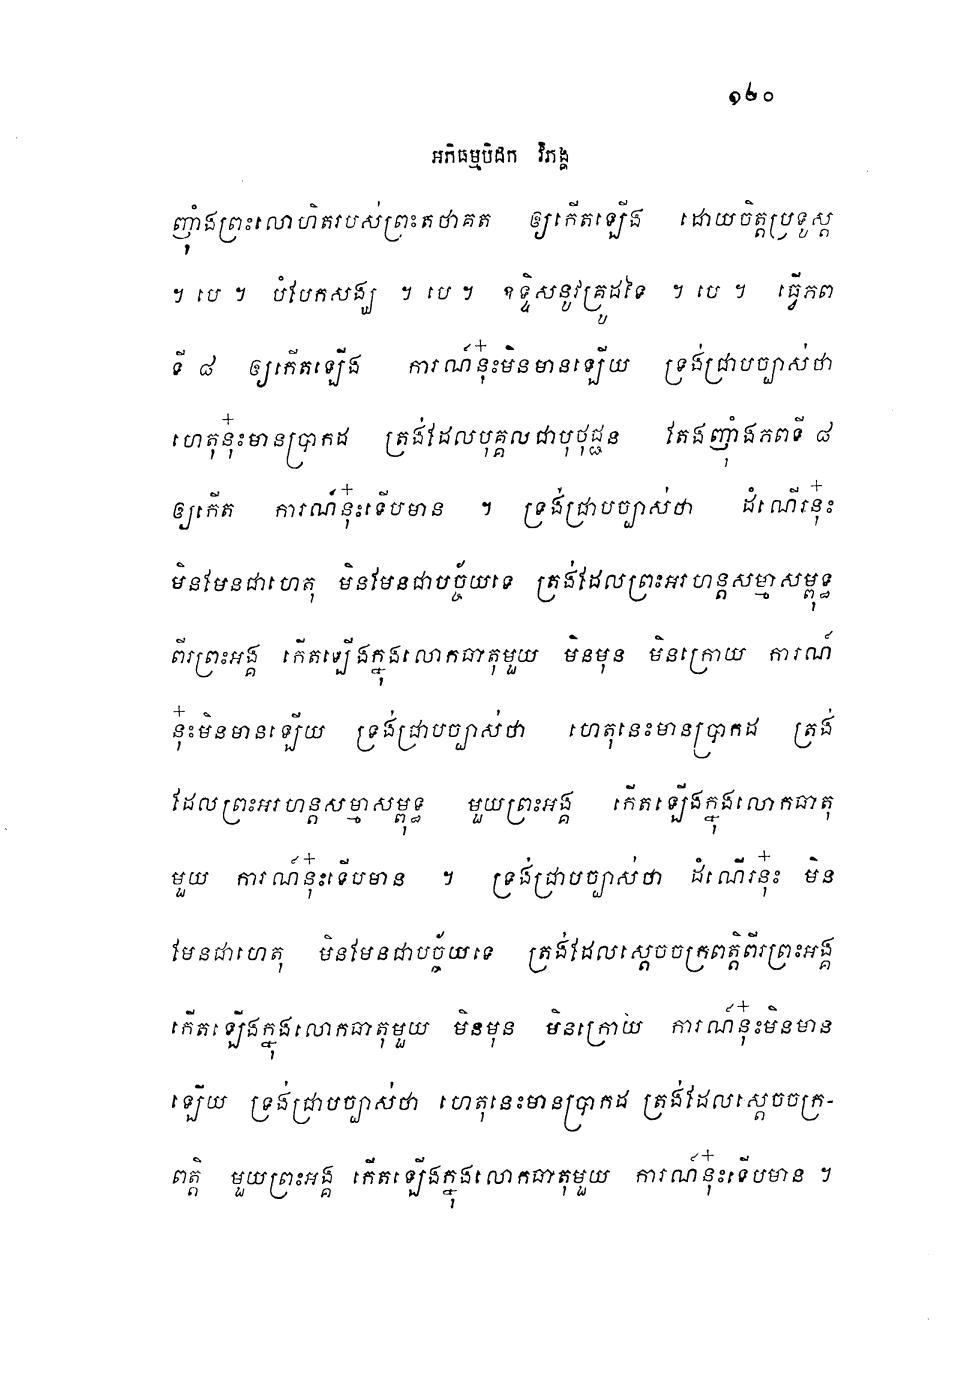 ១២០
អភិធម្មបិដក វិភង្គ
ញុំាងព្រះលោហិតរបស់ព្រះតថាគត ឲ្យកើតឡើង ដោយចិត្តប្រទូស្ត
។ បេ ។ បំបែកសង្ឃ ។ បេ ។ ឧទ្ទិសនូវគ្រូដទៃ ។ បេ ។ ធ្វើភព
ទី ៨ ឲ្យកើតឡើង ការណ៍នុ៎ះមិនមានឡើយ ទ្រង់ជ្រាបច្បាស់ថា
ហេតុនុ៎ះមានប្រាកដ ត្រង់ដែលបុគ្គលជាបុថុជ្ជន តែងញុំាងភពទី ៨
ឲ្យកើត ការណ៍នុ៎ះទើបមាន ។ ទ្រង់ជ្រាបច្បាស់ថា ដំណើរនុ៎ះ
មិនមែនជាហេតុ មិនមែនជាបច្ច័យទេ ត្រង់ដែលព្រះអរហន្តសម្មាសម្ពុទ្ធ
ពីរព្រះអង្គ កើតឡើងក្នុងលោកធាតុមួយ មិនមុន មិនក្រោយ ការណ៍
នុ៎ះមិនមានឡើយ ទ្រង់ជ្រាបច្បាស់ថា ហេតុនេះមានប្រាកដ ត្រង់
ដែលព្រះអរហន្តសម្មាសម្ពុទ្ធ មួយព្រះអង្គ កើតឡើងក្នុងលោកធាតុ
មួយ ការណ៍នុ៎ះទើបមាន ។ ទ្រង់ជ្រាបច្បាស់ថា ដំណើរនុ៎ះ មិន
មែនជាហេតុ មិនមែនជាបច្ច័យទេ ត្រង់ដែលស្តេចចក្រពត្តិពីរព្រះអង្គ
កើតឡើងក្នុងលោកធាតុមួយ មិនមុន មិនក្រោយ ការណ៍នុ៎ះមិនមាន
ឡើយ ទ្រង់ជ្រាបច្បាស់ថា ហេតុនេះមានប្រាកដ ត្រង់ដែលស្តេចចក្រ-
ពត្តិ មួយព្រះអង្គ កើតឡើងក្នុងលោកធាតុមួយ ការណ៍នុ៎ះទើបមាន ។